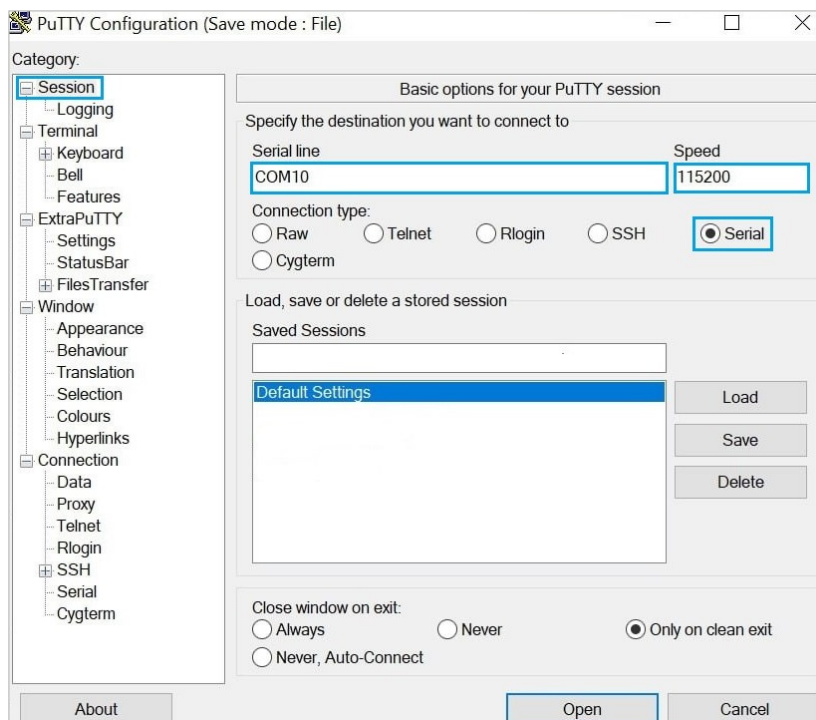 PuTTY Configuration (Save mode : File)
Category:
Session
Logging
Terminal
Keyboard
Bell
Features
ExtraPuTTY
Settings
StatusBar
FilesTransfer
Window
Appearance
Behaviour
Translation
Selection
Colours
Hyperlinks
Connection
Data
Proxy
Telnet
Rlogin
SSH
Serial
Cygterm
Basic options for your PuTTY session
Specify the destination you want to connect to
Serial line Speed
COM10 115200
Connection type:
Raw Telnet Rlogin SSH Serial
Cygterm
Load, save or delete a stored session
Saved Sessions
Default Settings
Load
Save
Delete
Close window on exit:
Always Never Only on clean exit
Never, Auto-Connect
About Open Cancel